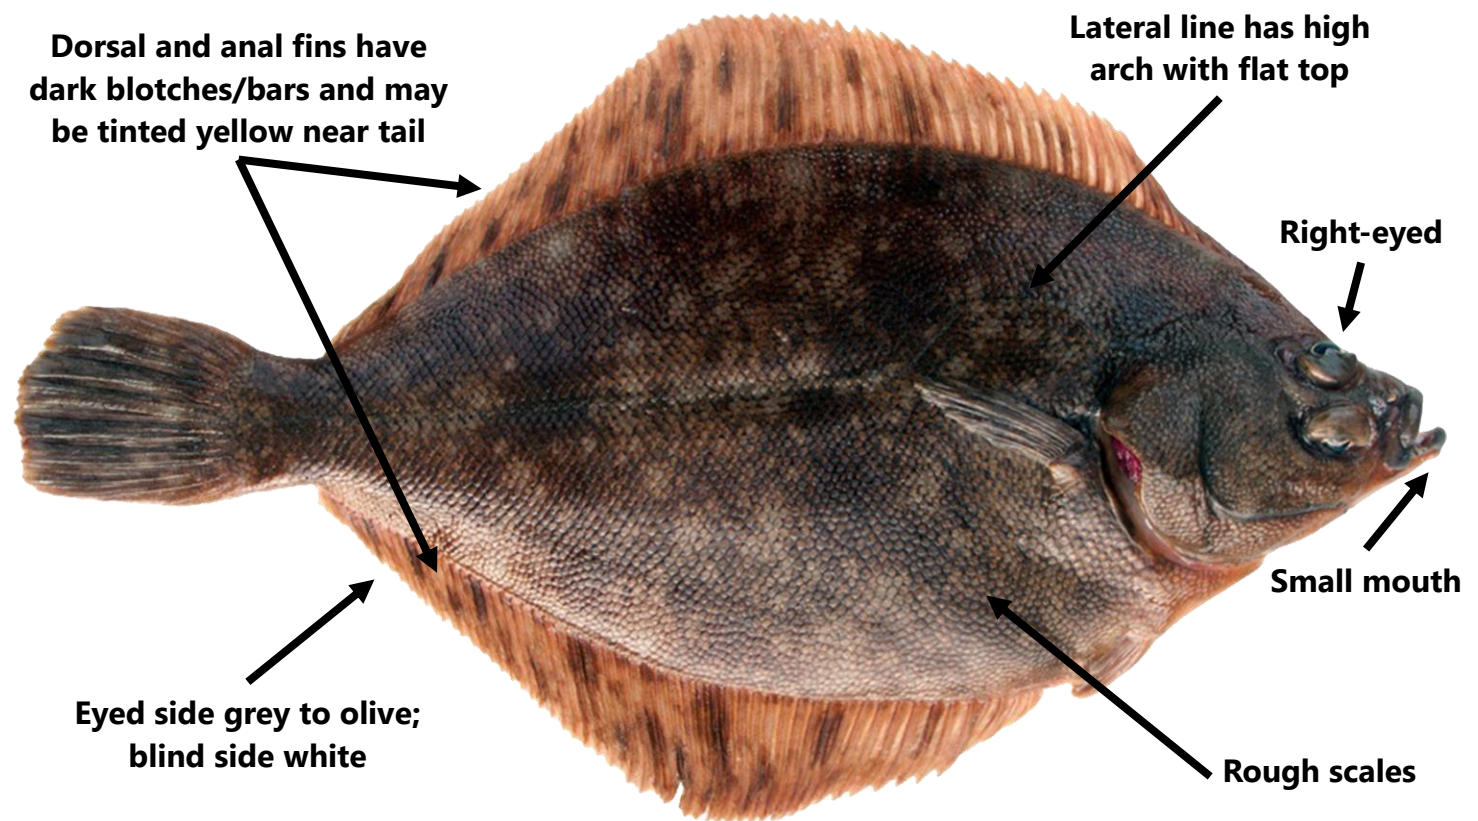 Dorsal and anal fins have
dark blotches/bars and may
be tinted yellow near tail
Lateral line has high
arch with flat top
Right-eyed
Small mouth
Eyed side grey to olive;
blind side white
Rough scales